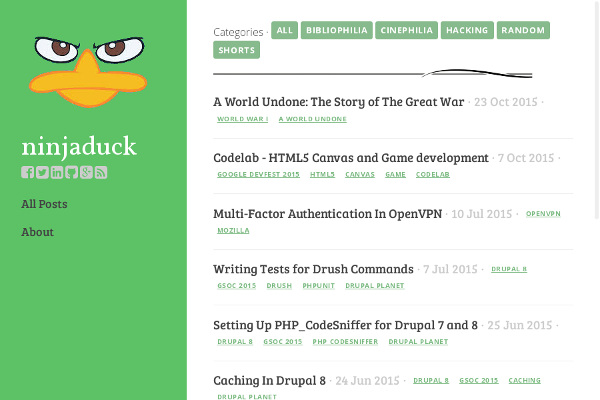 ninjaduck
All Posts
About
Categories · ALL BIBLIOPHILIA CINEPHILIA HACKING RANDOM
SHORTS
A World Undone: The Story of The Great War · 23 Oct 2015 ·
WORLD WAR I A WORLD UNDONE
Codelab - HTML5 Canvas and Game development · 7 Oct 2015 ·
GOOGLE DEVFEST 2015 HTML5 CANVAS GAME CODELAB
Multi-Factor Authentication In OpenVPN · 10 Jul 2015 · OPENVPN
MOZILLA
Writing Tests for Drush Commands · 7 Jul 2015 · DRUPAL 8
GSOC 2015 DRUSH PHPUNIT DRUPAL PLANET
Setting Up PHP_CodeSniffer for Drupal 7 and 8 · 25 Jun 2015 ·
DRUPAL 8 GSOC 2015 PHP CODESNIFFER DRUPAL PLANET
Caching In Drupal 8 · 24 Jun 2015 · DRUPAL 8 GSOC 2015 CACHING
DRUPAL PLANET